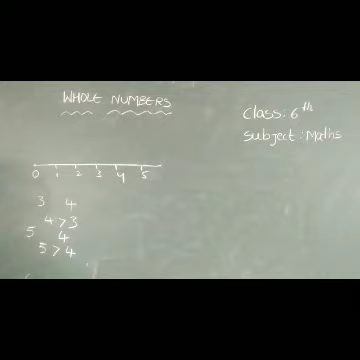 WHOLE NUMBERS
Class: 6th
Subject: Maths
0 1 2 3 4 5
3 4
4 > 3
5 4
5 > 4